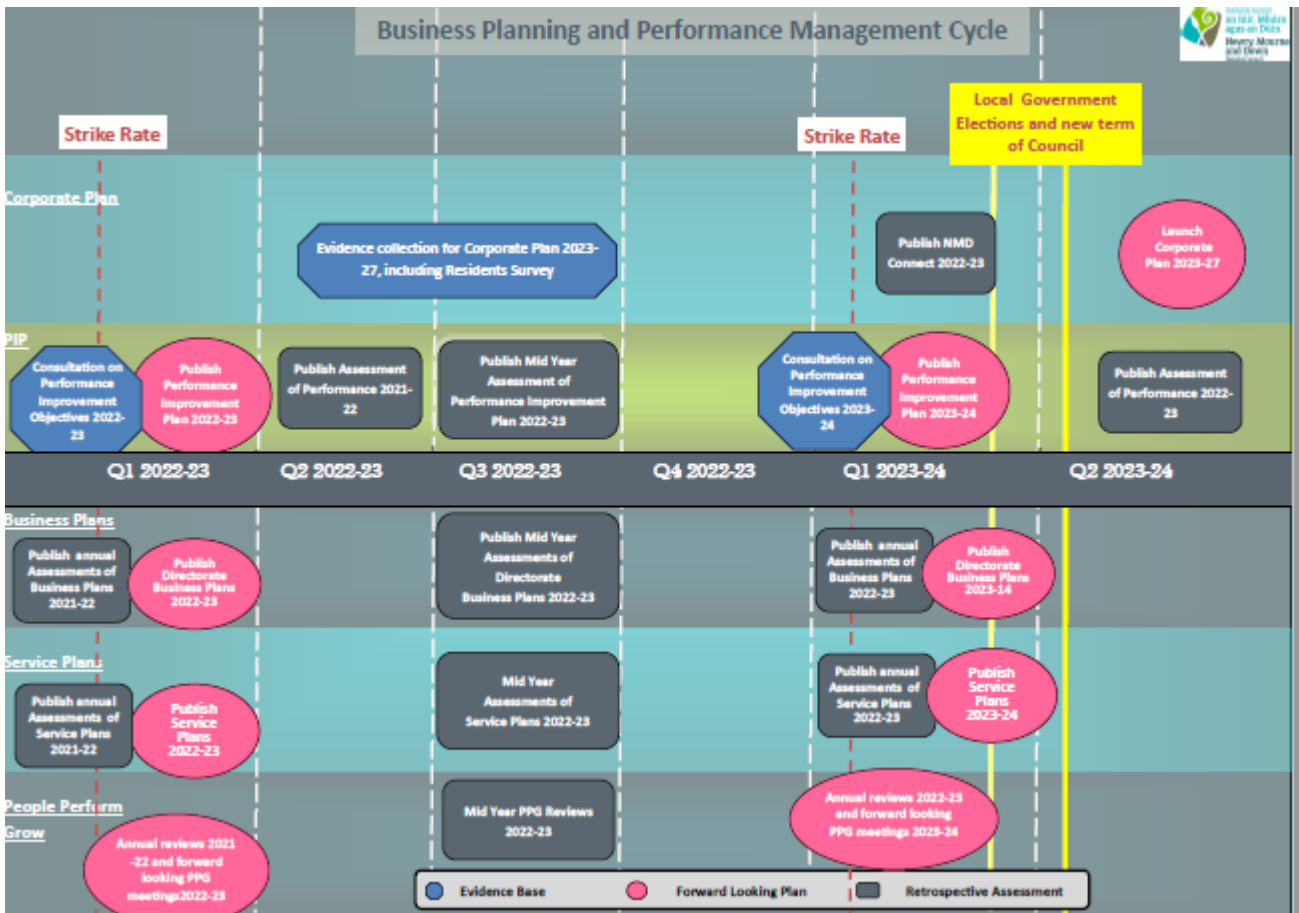 Business Planning and Performance Management Cycle
an Iúir, Mhúrn
agus an Dúin
Newry, Mourne
and Down
Local Government
Elections and new term
of Council
Strike Rate
Strike Rate
Corporate Plan
Evidence collection for Corporate Plan 2023-
27, including Residents Survey
Publish NMD
Connect 2022-23
Launch
Corporate
Plan 2023-27
PIP
Consultation on
Performance
Improvement
Objectives 2022-
23
Publish
Performance
Improvement
Plan 2022-23
Publish Assessment
of Performance 2021-
22
Publish Mid Year
Assessment of
Performance Improvement
Plan 2022-23
Consultation on
Performance
Improvement
Objectives 2023-
24
Publish
Performance
Improvement
Plan 2023-24
Publish Assessment
of Performance 2022-
23
Q1 2022-23
Q2 2022-23
Q3 2022-23
Q4 2022-23
Q1 2023-24
Q2 2023-24
Business Plans
Publish annual
Assessments of
Business Plans
2021-22
Publish
Directorate
Business Plans
2022-23
Publish Mid Year
Assessments of
Directorate
Business Plans 2022-23
Publish annual
Assessments of
Business Plans
2022-23
Publish
Directorate
Business Plans
2023-14
Service Plans
Publish annual
Assessments of
Service Plans
2021-22
Publish
Service
Plans
2022-23
Mid Year
Assessments of
Service Plans 2022-23
Publish annual
Assessments of
Service Plans
2022-23
Publish
Service
Plans
2023-24
People Perform
Grow
Annual reviews 2021
-22 and forward
looking PPG
meetings2022-23
Mid Year PPG Reviews
2022-23
Annual reviews 2022-23
and forward looking
PPG meetings 2023-24
Evidence Base
Forward Looking Plan
Retrospective Assessment